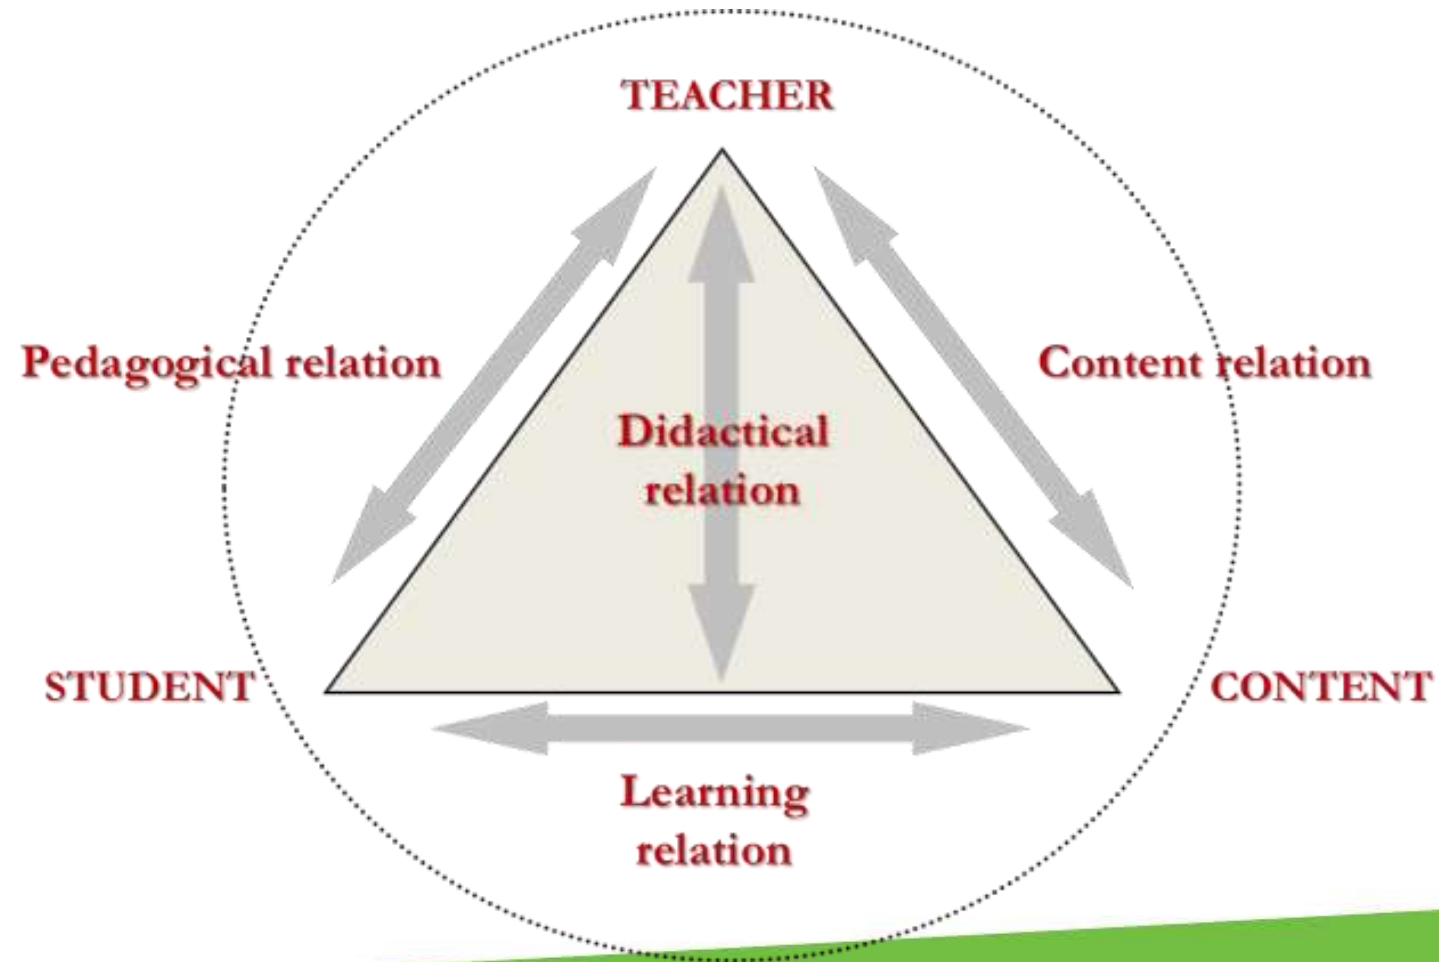 TEACHER
Pedagogical relation
Content relation
Didactical
relation
STUDENT
CONTENT
Learning
relation